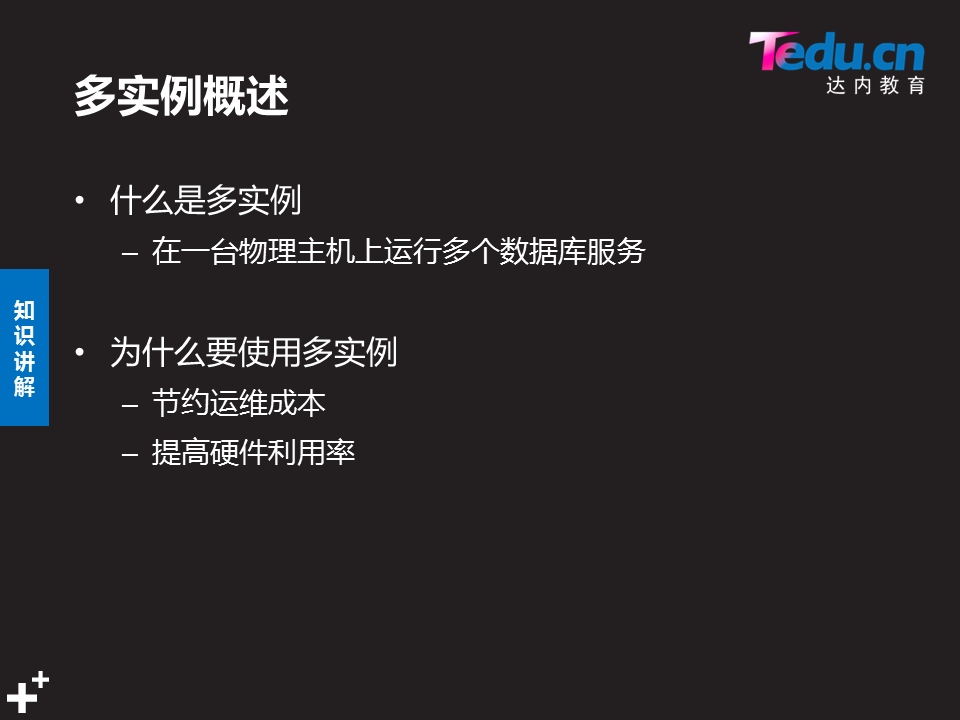 Tedu.cn
达内教育
多实例概述
• 什么是多实例
– 在一台物理主机上运行多个数据库服务
知识讲解
• 为什么要使用多实例
– 节约运维成本
– 提高硬件利用率